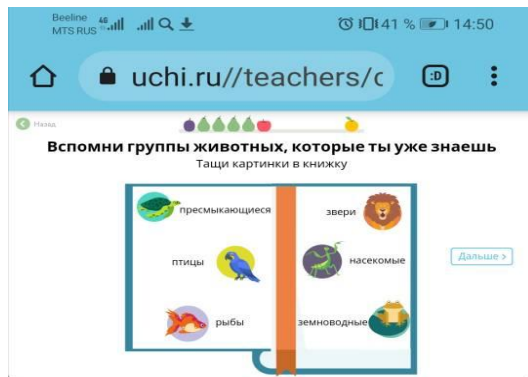 Beeline 4G
MTS RUS 41 % 14:50
uchi.ru//teachers/c :D
Назад
Вспомни группы животных, которые ты уже знаешь
Тащи картинки в книжку
пресмыкающиеся звери
птицы насекомые
Дальше >
рыбы земноводные